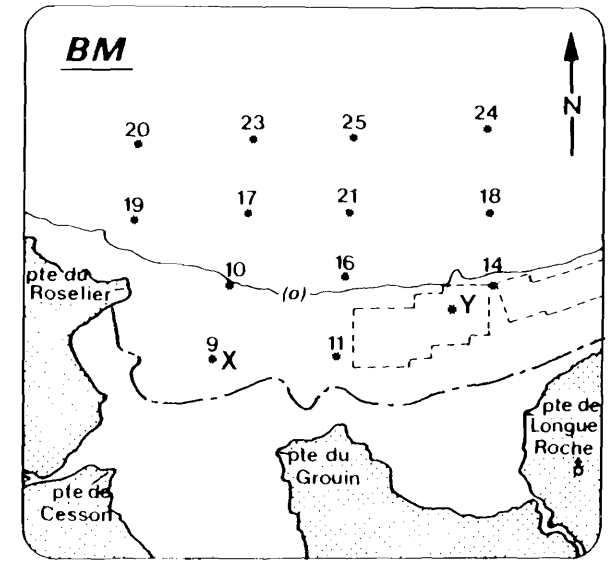 BM
N
20 23 25 24
19 17 21 18
10 16 14
(o)
pte du
Roselier
Y
9 X 11
pte de
Longue
Roche
pte du
Grouin
pte de
Cesson